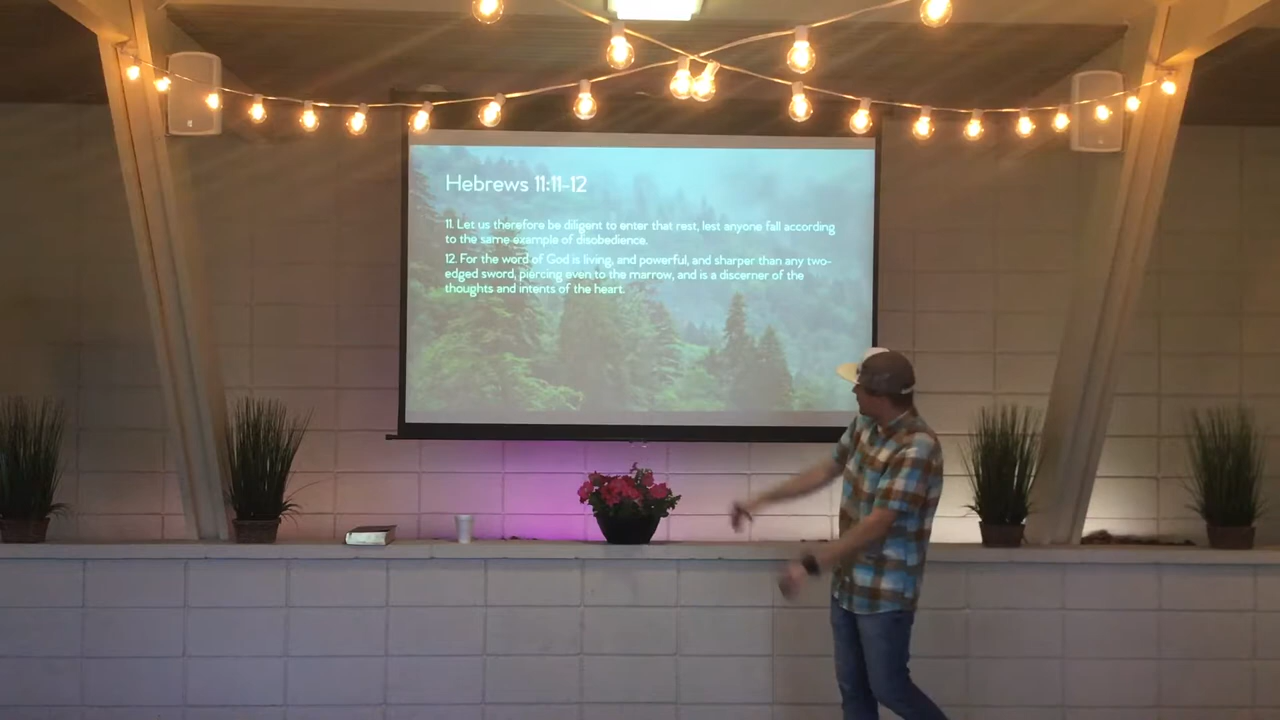 Hebrews 11:11-12
11. Let us therefore be diligent to enter that rest, lest anyone fall according
to the same example of disobedience.
12. For the word of God is living, and powerful, and sharper than any two-
edged sword, piercing even to the marrow, and is a discerner of the
thoughts and intents of the heart.